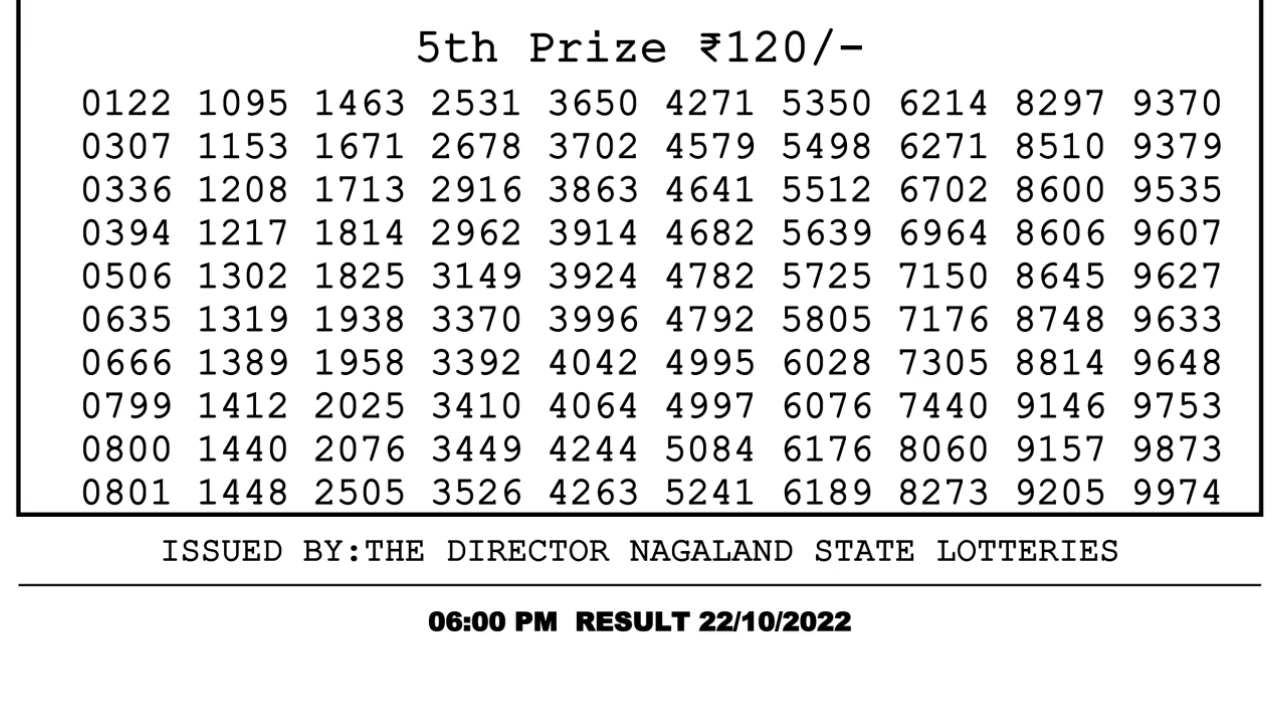 5th Prize ₹120/-
0122 1095 1463 2531 3650 4271 5350 6214 8297 9370
0307 1153 1671 2678 3702 4579 5498 6271 8510 9379
0336 1208 1713 2916 3863 4641 5512 6702 8600 9535
0394 1217 1814 2962 3914 4682 5639 6964 8606 9607
0506 1302 1825 3149 3924 4782 5725 7150 8645 9627
0635 1319 1938 3370 3996 4792 5805 7176 8748 9633
0666 1389 1958 3392 4042 4995 6028 7305 8814 9648
0799 1412 2025 3410 4064 4997 6076 7440 9146 9753
0800 1440 2076 3449 4244 5084 6176 8060 9157 9873
0801 1448 2505 3526 4263 5241 6189 8273 9205 9974
ISSUED BY:THE DIRECTOR NAGALAND STATE LOTTERIES
06:00 PM RESULT 22/10/2022